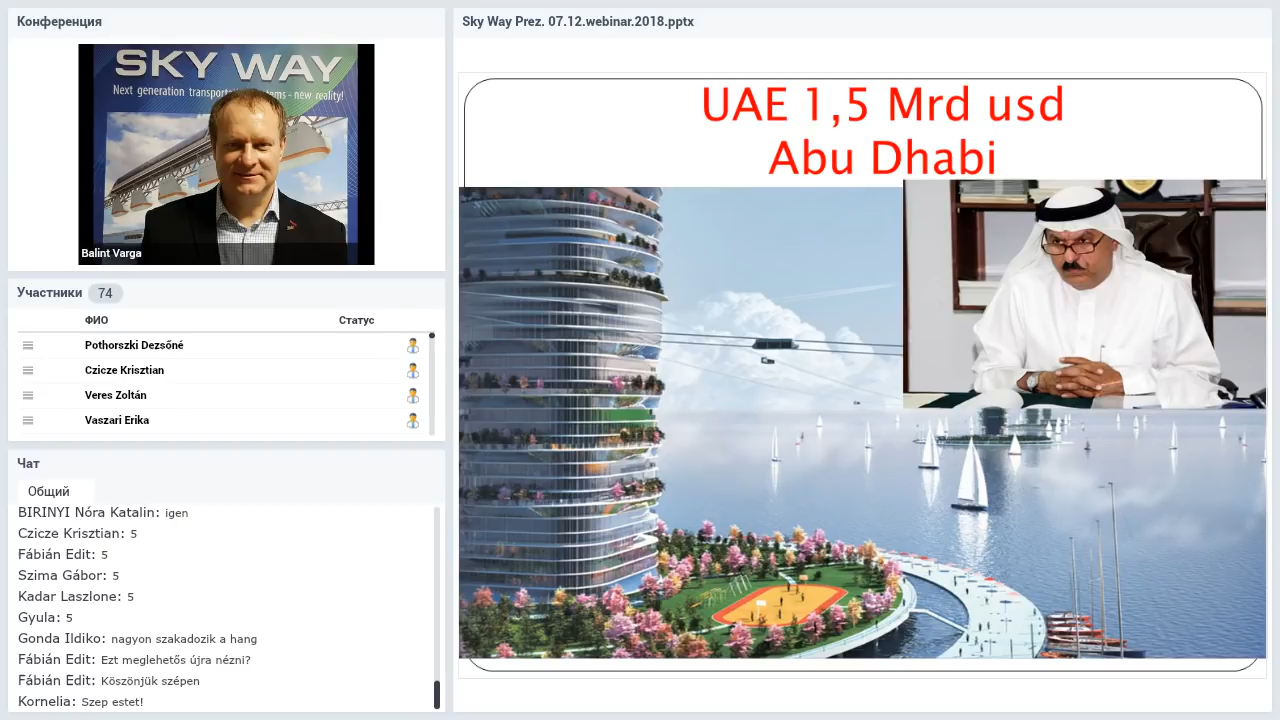 Конференция
SKY WAY
Next generation transportat ems - new reality!
Balint Varga
Участники 74
ФИО Статус
Pothorszki Dezsőné
Czicze Krisztian
Veres Zoltán
Vaszari Erika
Чат
Общий
BIRINYI Nóra Katalin: igen
Czicze Krisztian: 5
Fábián Edit: 5
Szima Gábor: 5
Kadar Laszlone: 5
Gyula: 5
Gonda Ildiko: nagyon szakadozik a hang
Fábián Edit: Ezt meglehetős újra nézni?
Fábián Edit: Köszönjük szépen
Kornelia: Szep estet!
Sky Way Prez. 07.12.webinar.2018.pptx
UAE 1,5 Mrd usd
Abu Dhabi